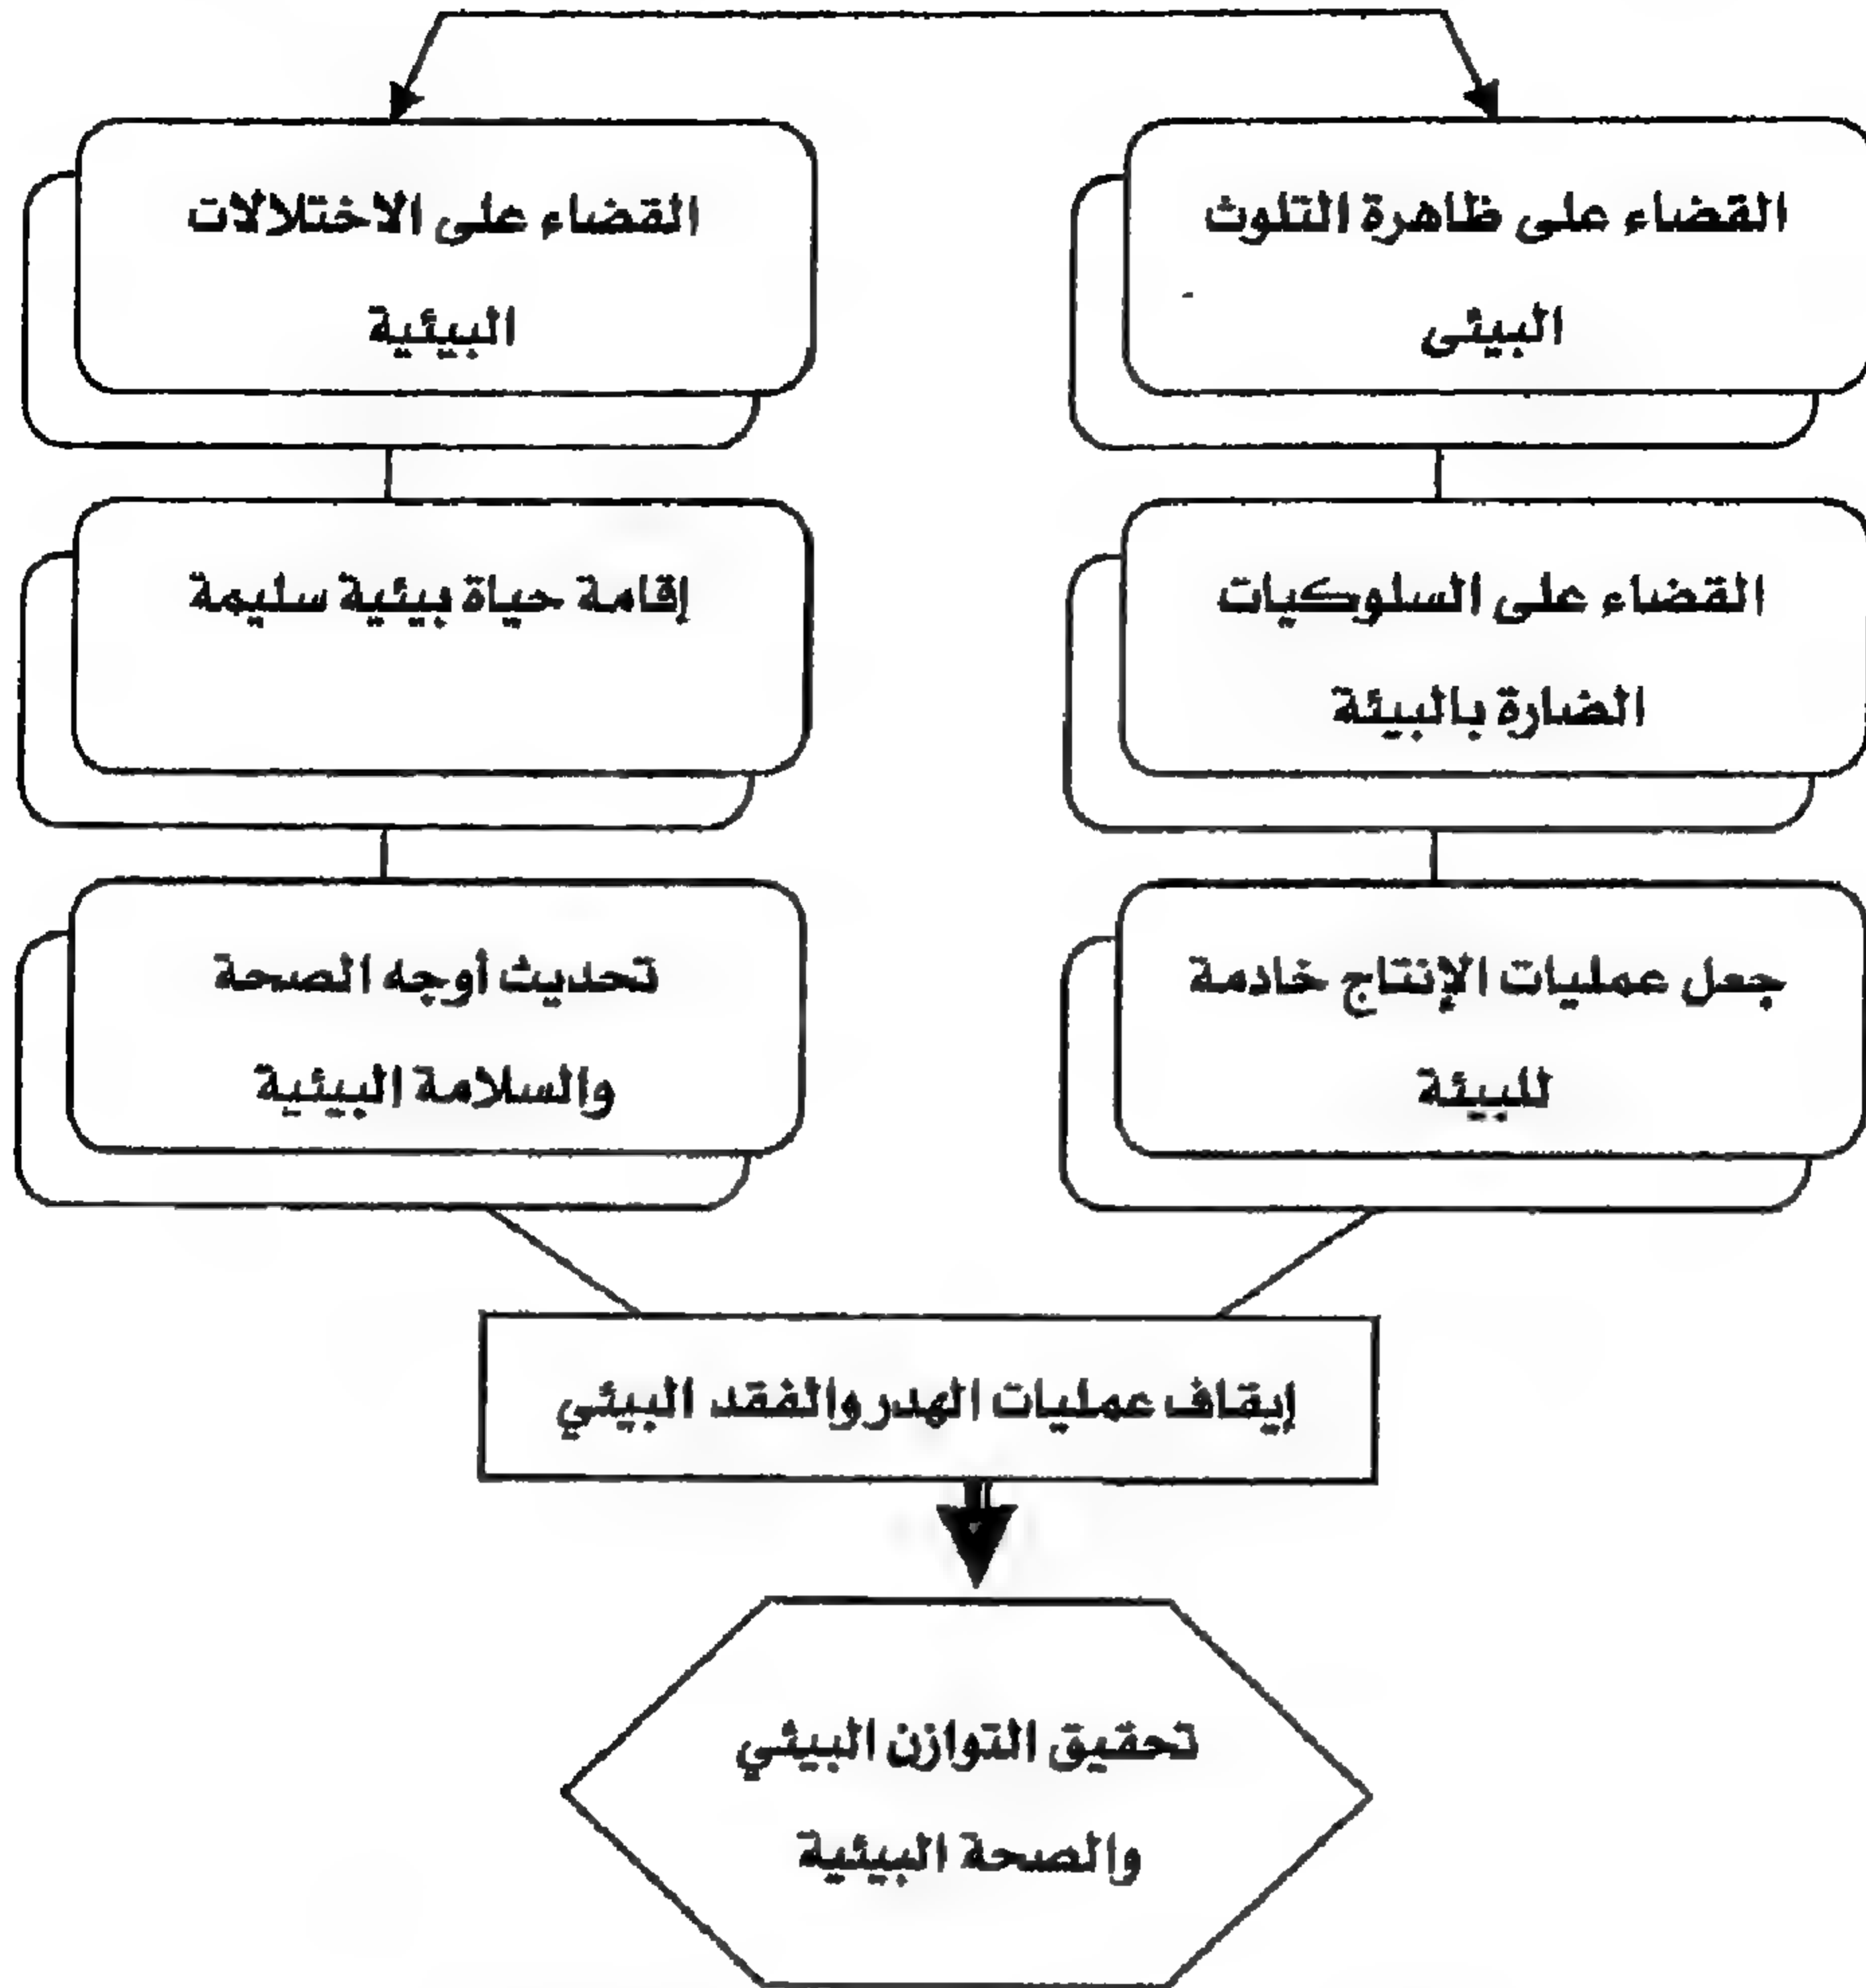 القضاء على ظاهرة التلوث
البيئى
القضاء على الاختلالات
البيئية
القضاء على السلوكيات
الضارة بالبيئة
إقامة حياة بيئية سليمة
جعل عمليات الإنتاج خادمة
للبيئة
تحديث أوجه الصحة
والسلامة البيئية
إيقاف عمليات الهدر والفقد البيئي
تحقيق التوازن البيئي
والصحة البيئية